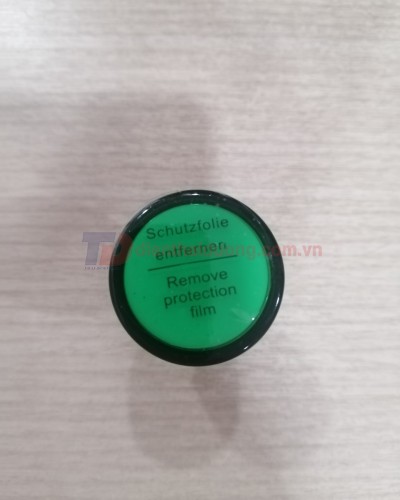 Schutzfolie
entfernen
Remove
protection
film